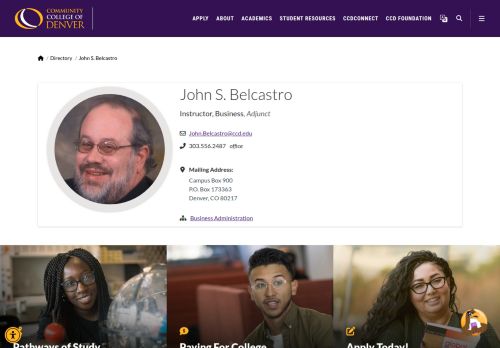 COMMUNITY
COLLEGE OF
DENVER
APPLY ABOUT ACADEMICS STUDENT RESOURCES CCDCONNECT CCD FOUNDATION
/ Directory / John S. Belcastro
John S. Belcastro
Instructor, Business, Adjunct
John.Belcastro@ccd.edu
303.556.2487 office
Mailing Address:
Campus Box 900
P.O. Box 173363
Denver, CO 80217
Business Administration
Pathways of Study
Paying For College
Apply Today!